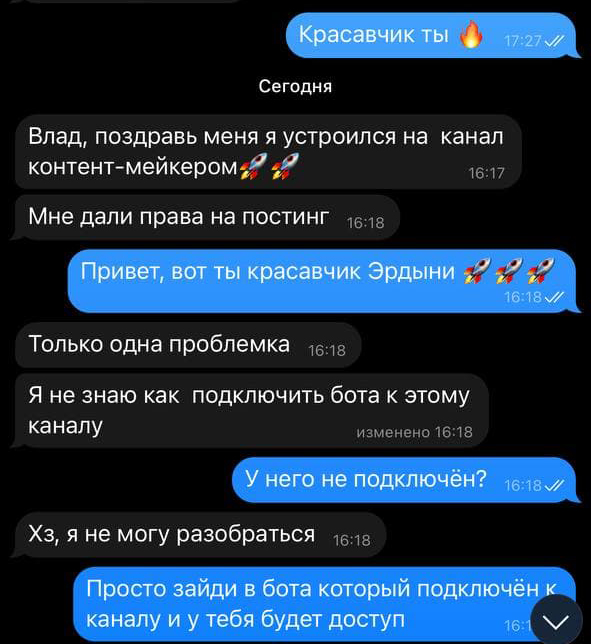 Красавчик ты 🔥 17:27
Сегодня
Влад, поздравь меня я устроился на канал
контент-мейкером🚀🚀 16:17
Мне дали права на постинг 16:18
Привет, вот ты красавчик Эрдыни 🚀🚀🚀
16:18
Только одна проблемка 16:18
Я не знаю как подключить бота к этому
каналу изменено 16:18
У него не подключён? 16:18
Хз, я не могу разобраться 16:18
Просто зайди в бота который подключён к
каналу и у тебя будет доступ